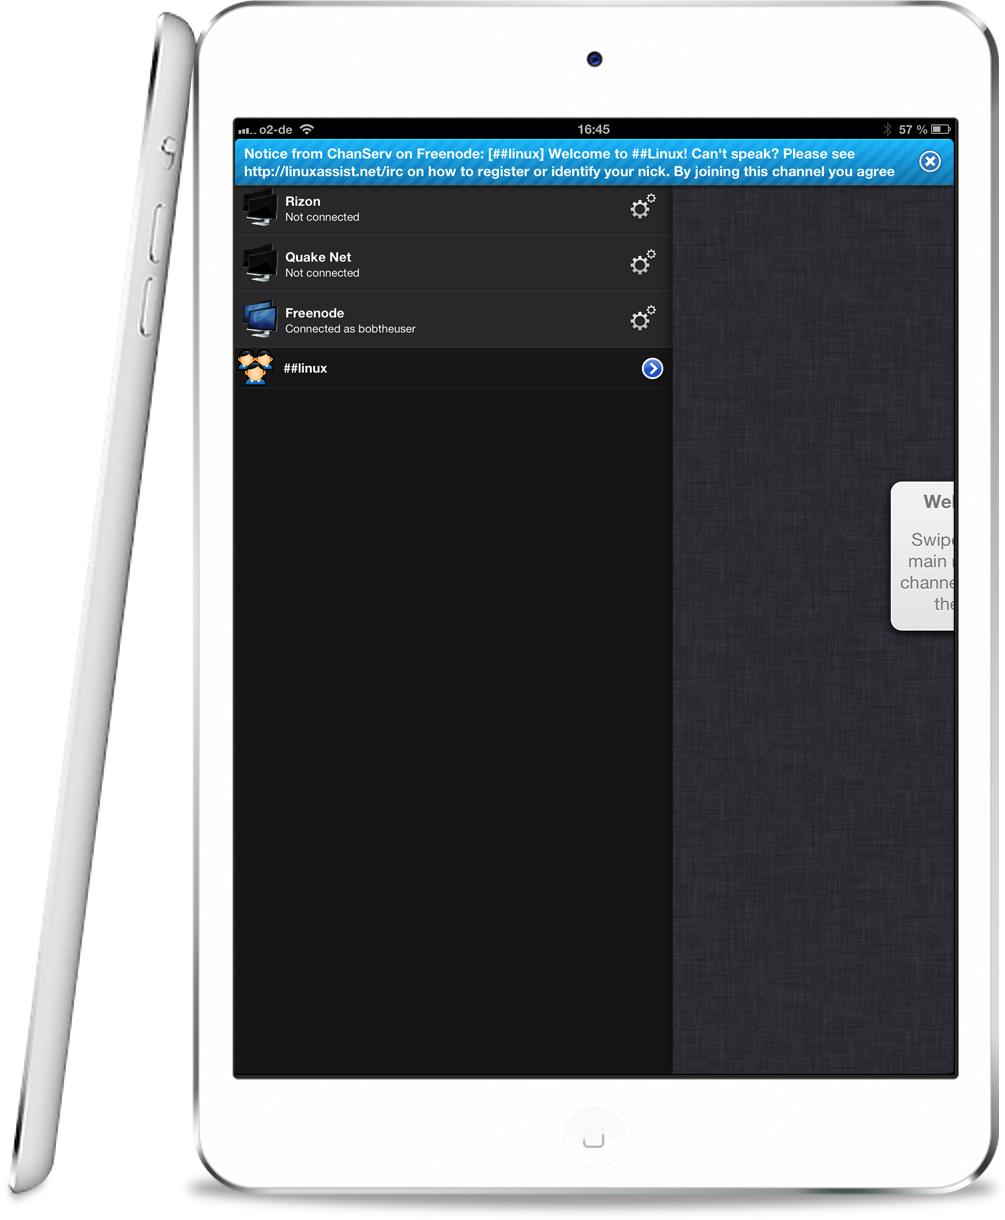 o2-de 16:45 57 %
Notice from ChanServ on Freenode: [##linux] Welcome to ##Linux! Can't speak? Please see
http://linuxassist.net/irc on how to register or identify your nick. By joining this channel you agree
Rizon
Not connected
Quake Net
Not connected
Freenode
Connected as bobtheuser
##linux
Wel
Swipe
main
channe
the